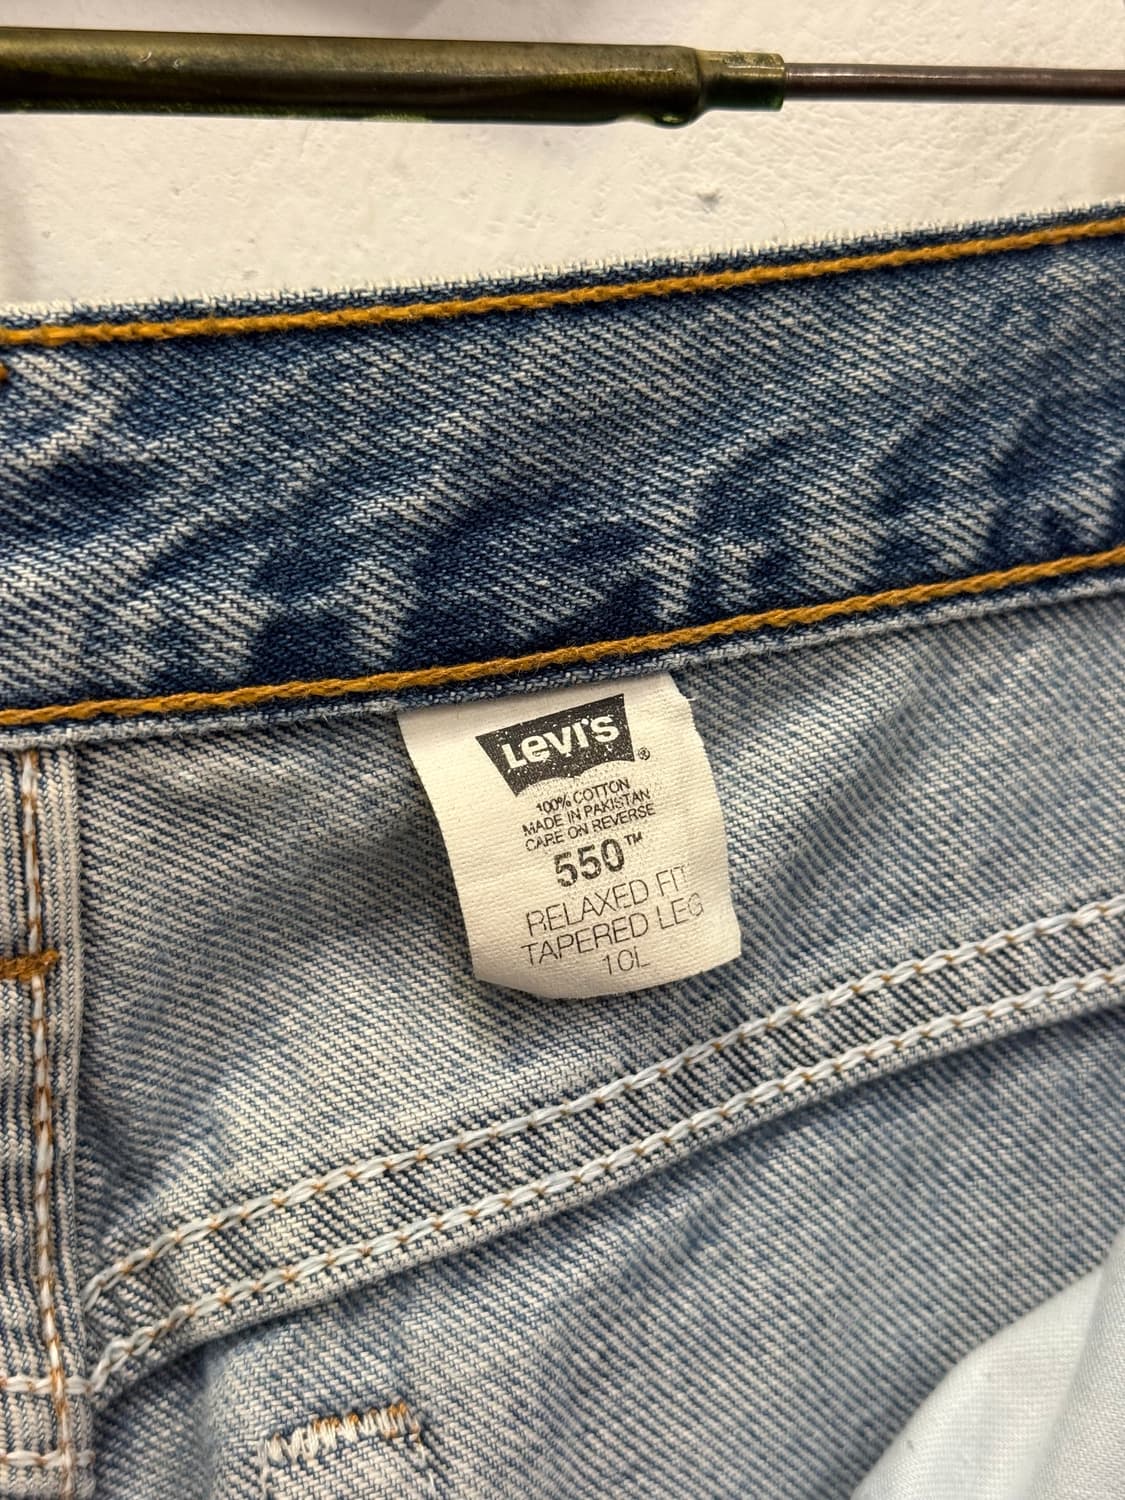 Levi's ®
100% COTTON
MADE IN PAKISTAN
CARE ON REVERSE
550™
RELAXED FIT
TAPERED LEG
10L